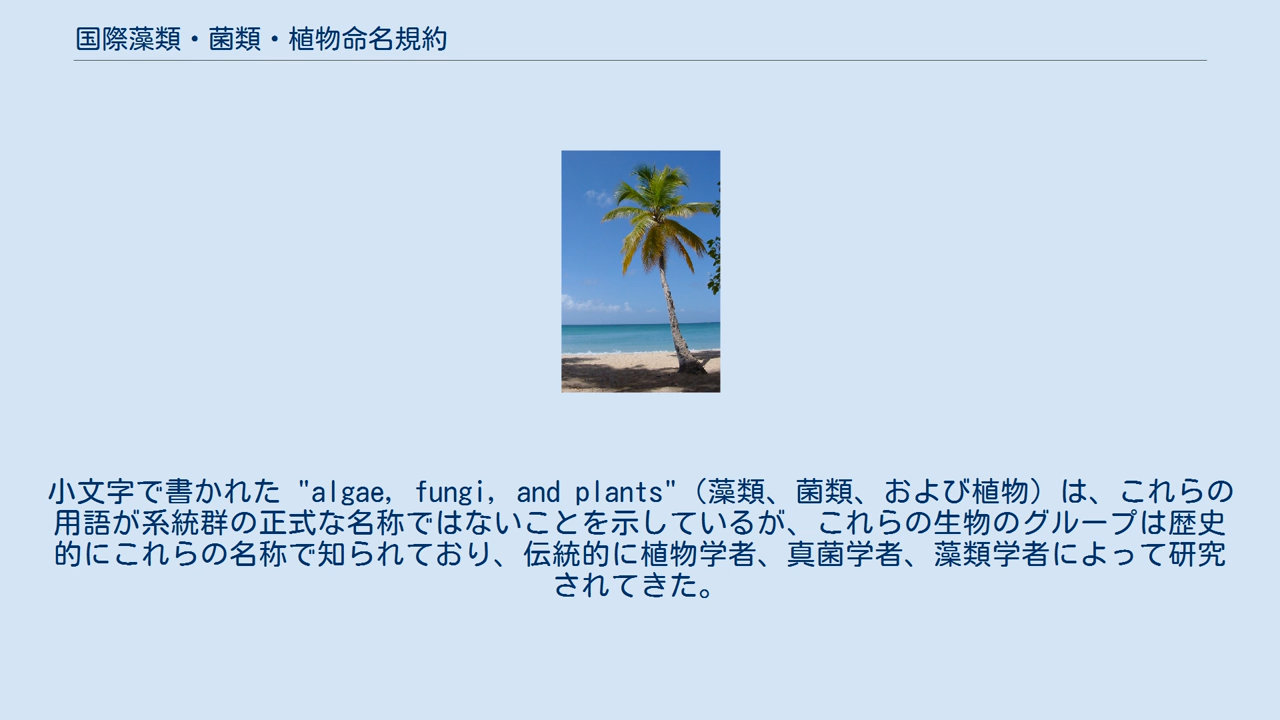 国際藻類・菌類・植物命名規約
小文字で書かれた "algae, fungi, and plants"（藻類、菌類、および植物）は、これらの
用語が系統群の正式な名称ではないことを示しているが、これらの生物のグループは歴史
的にこれらの名称で知られており、伝統的に植物学者、真菌学者、藻類学者によって研究
されてきた。